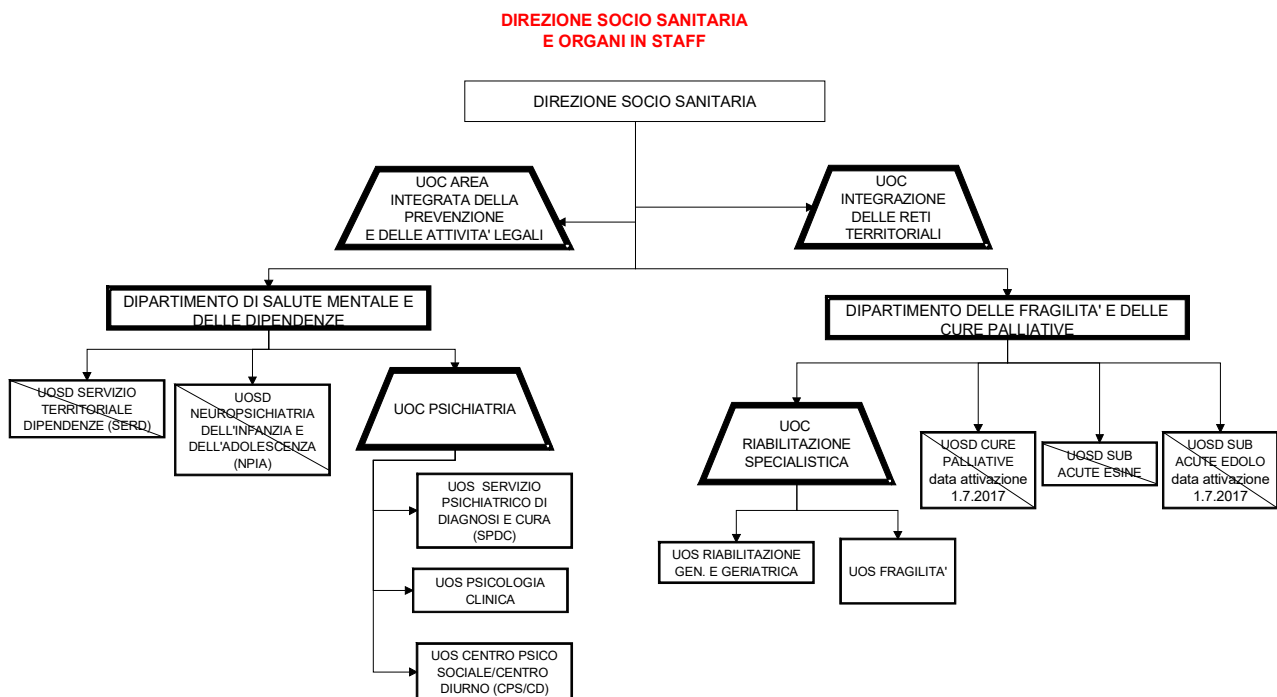 DIREZIONE SOCIO SANITARIA
E ORGANI IN STAFF
DIREZIONE SOCIO SANITARIA
UOC AREA
INTEGRATA DELLA
PREVENZIONE
E DELLE ATTIVITA' LEGALI
UOC
INTEGRAZIONE
DELLE RETI
TERRITORIALI
DIPARTIMENTO DI SALUTE MENTALE E
DELLE DIPENDENZE
DIPARTIMENTO DELLE FRAGILITA' E DELLE
CURE PALLIATIVE
UOSD SERVIZIO
TERRITORIALE
DIPENDENZE (SERD)
UOSD
NEUROPSICHIATRIA
DELL'INFANZIA E
DELL'ADOLESCENZA
(NPIA)
UOC PSICHIATRIA
UOC
RIABILITAZIONE
SPECIALISTICA
UOSD CURE
PALLIATIVE
data attivazione
1.7.2017
UOSD SUB
ACUTE ESINE
UOSD SUB
ACUTE EDOLO
data attivazione
1.7.2017
UOS  SERVIZIO
PSICHIATRICO DI
DIAGNOSI E CURA
(SPDC)
UOS PSICOLOGIA
CLINICA
UOS CENTRO PSICO
SOCIALE/CENTRO
DIURNO (CPS/CD)
UOS RIABILITAZIONE
GEN. E GERIATRICA
UOS FRAGILITA'